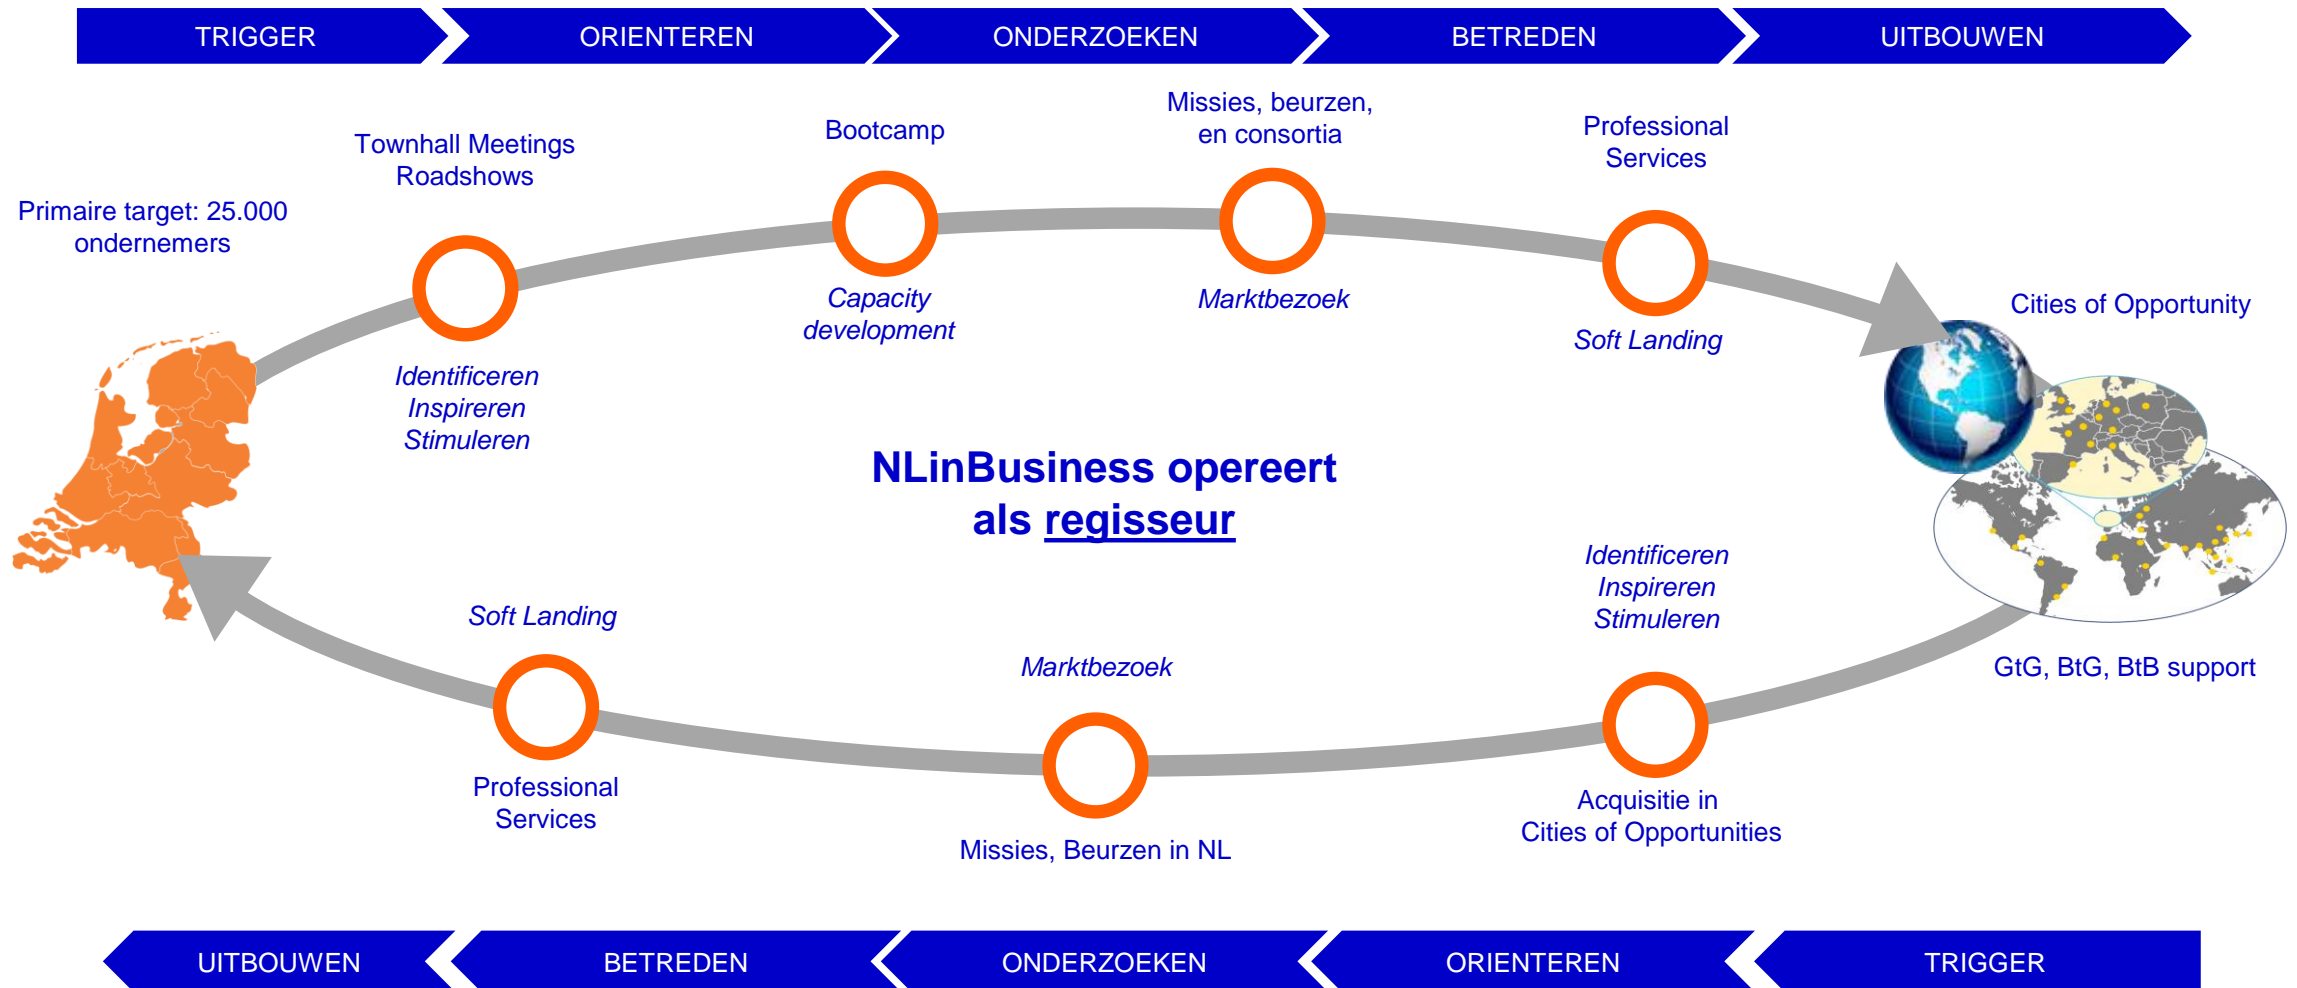 TRIGGER
ORIENTEREN
ONDERZOEKEN
BETREDEN
UITBOUWEN
Primaire target: 25.000
ondernemers
Townhall Meetings
Roadshows
Identificeren
Inspireren
Stimuleren
Bootcamp
Capacity
development
Missies, beurzen,
en consortia
Marktbezoek
Professional
Services
Soft Landing
Cities of Opportunity
NLinBusiness opereert
als regisseur
Soft Landing
Professional
Services
Marktbezoek
Missies, Beurzen in NL
Identificeren
Inspireren
Stimuleren
Acquisitie in
Cities of Opportunities
GtG, BtG, BtB support
UITBOUWEN
BETREDEN
ONDERZOEKEN
ORIENTEREN
TRIGGER